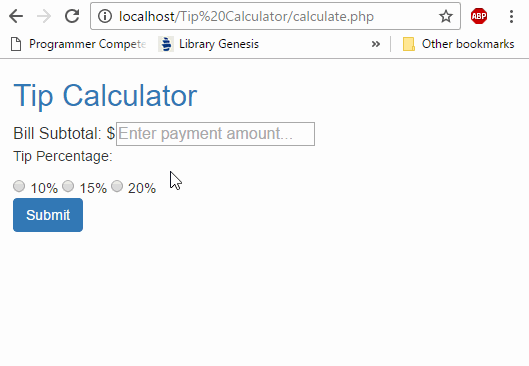 localhost/Tip%20Calculator/calculate.php
ABP
Programmer Compete
Library Genesis
»
Other bookmarks
Tip Calculator
Bill Subtotal: $ Enter payment amount...
Tip Percentage:
10% 15% 20%
Submit